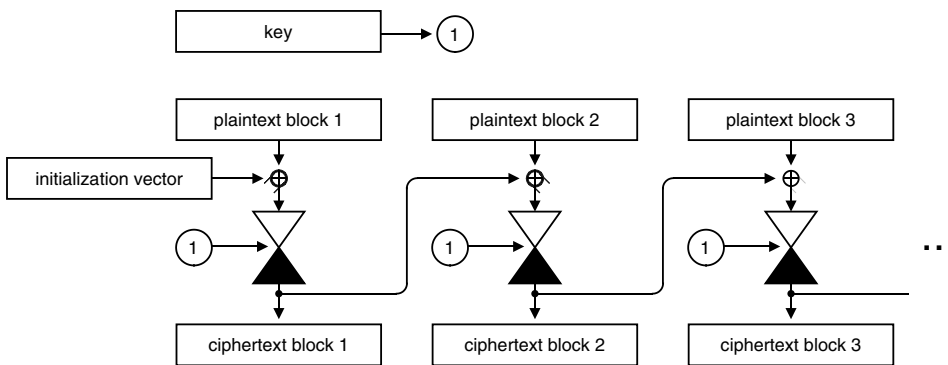 key
1
plaintext block 1
plaintext block 2
plaintext block 3
initialization vector
1
1
1
..
ciphertext block 1
ciphertext block 2
ciphertext block 3